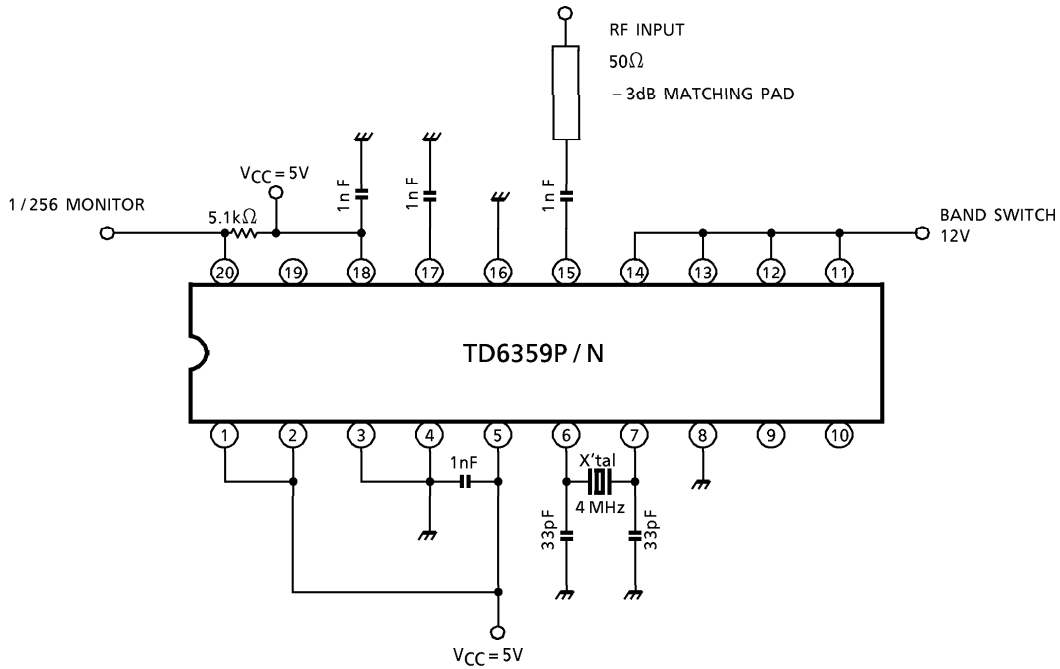 RF INPUT
50Ω
−3dB MATCHING PAD
VCC=5V
1/256 MONITOR
5.1kΩ
1nF
1nF
1nF
BAND SWITCH
12V
20
19
18
17
16
15
14
13
12
11
TD6359P/N
1
2
3
4
5
6
7
8
9
10
1nF
X'tal
4MHz
33pF
33pF
VCC=5V